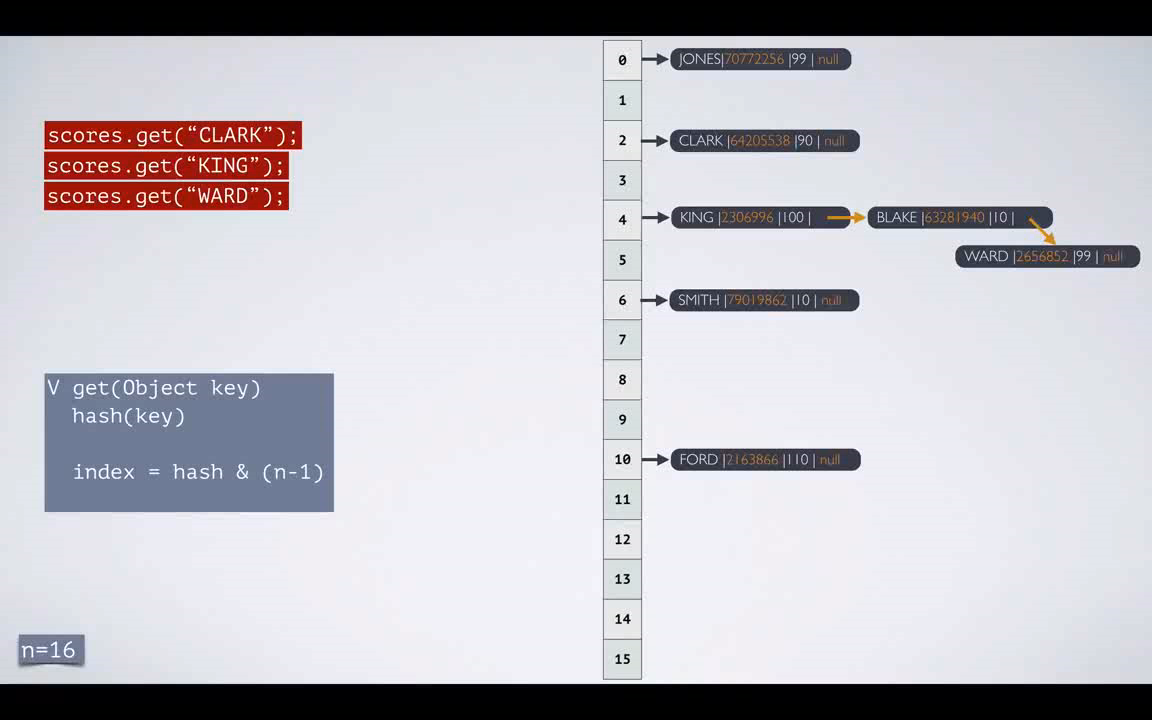 scores.get(“CLARK”);
scores.get(“KING”);
scores.get(“WARD”);
V get(Object key)
hash(key)
index = hash & (n-1)
n=16
0
JONES|70772256 |99 | null
1
2
CLARK |64205538 |90 | null
3
4
KING |2306996 |100 |
BLAKE |63281940 |10 |
5
WARD |2656852 |99 | null
6
SMITH |79019862 |10 | null
7
8
9
10
FORD |2163866 |110 | null
11
12
13
14
15